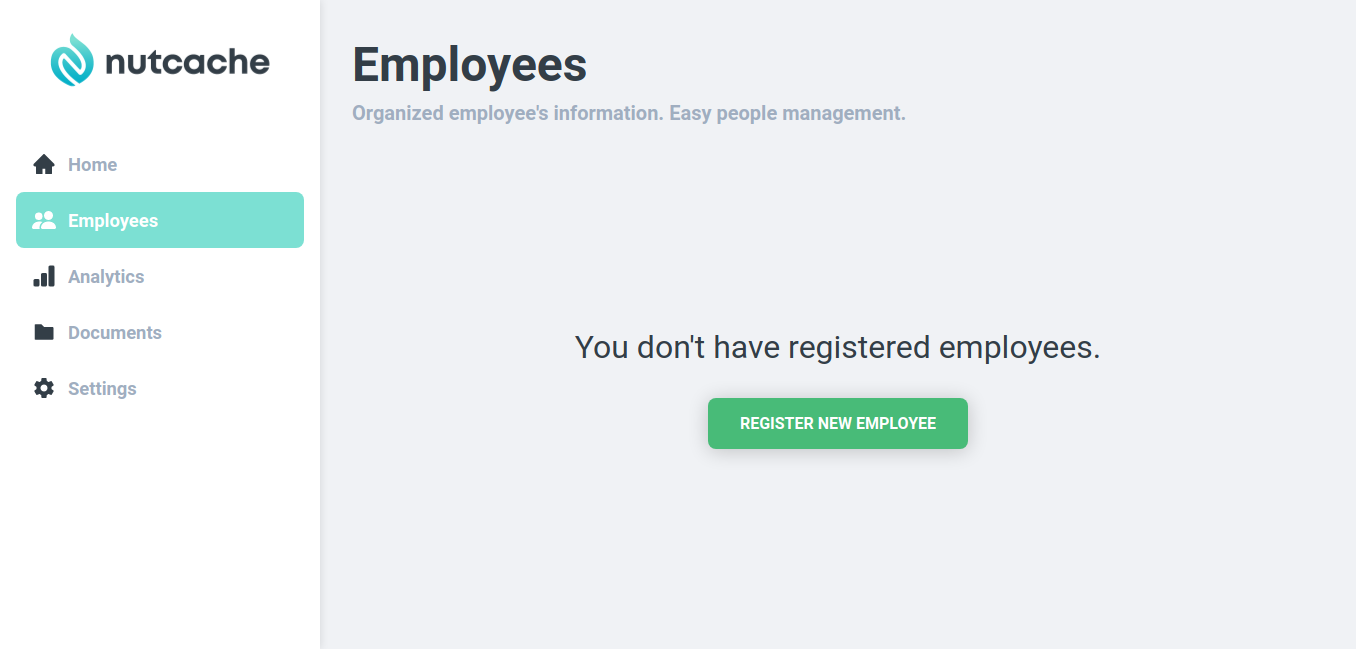 nutcache
Home
Employees
Analytics
Documents
Settings
Employees
Organized employee's information. Easy people management.
You don't have registered employees.
REGISTER NEW EMPLOYEE